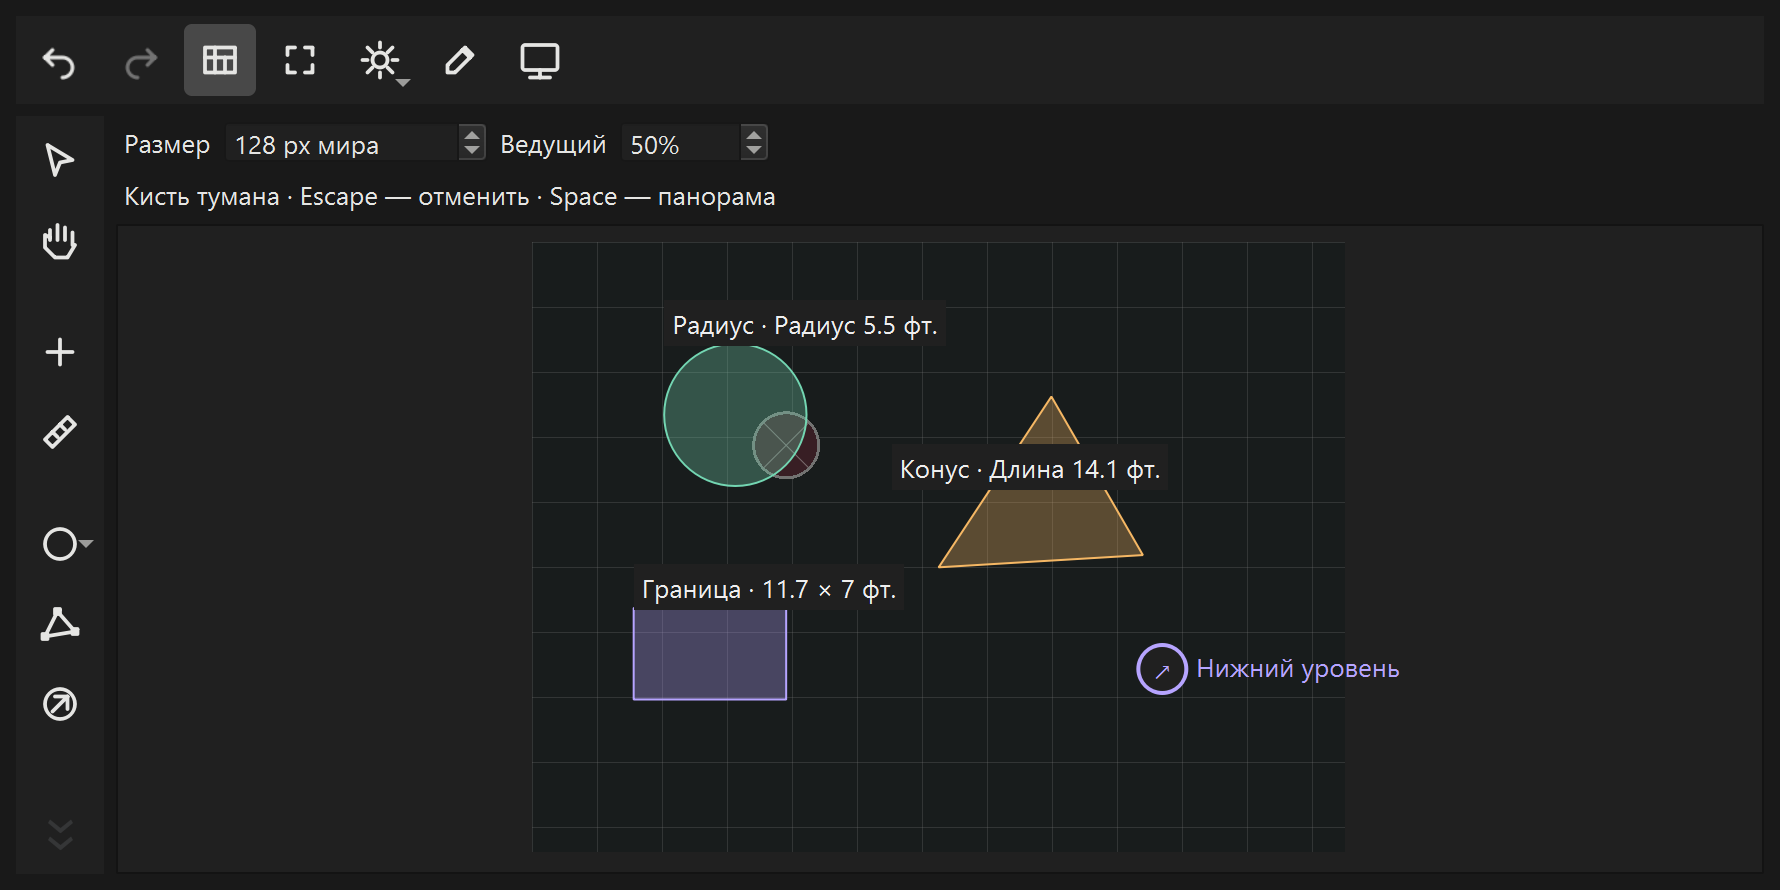 Размер 128 px мира Ведущий 50%
Кисть тумана · Escape — отменить · Space — панорама
Радиус · Радиус 5.5 фт.
Конус · Длина 14.1 фт.
Граница · 11.7 × 7 фт.
Нижний уровень